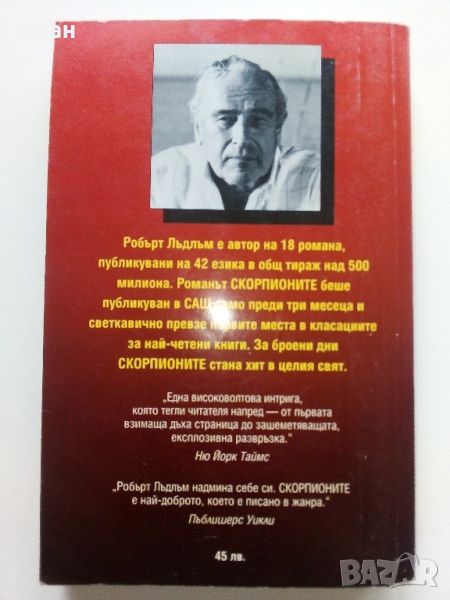 Робърт Лъдлъм е автор на 18 романа,
публикувани на 42 езика в общ тираж над 500
милиона. Романът СКОРПИОНИТЕ беше
публикуван в САЩ само преди три месеца и
светкавично превзе първите места в класациите
за най-четени книги. За броени дни
СКОРПИОНИТЕ стана хит в целия свят.
„Една високоволтова интрига,
която тегли читателя напред — от първата
взимаща дъха страница до зашеметяващата,
експлозивна развръзка.“
Ню Йорк Таймс
„Робърт Лъдлъм надмина себе си. СКОРПИОНИТЕ
е най-доброто, което е писано в жанра.“
Пъблишерс Уикли
45 лв.
BAZAR